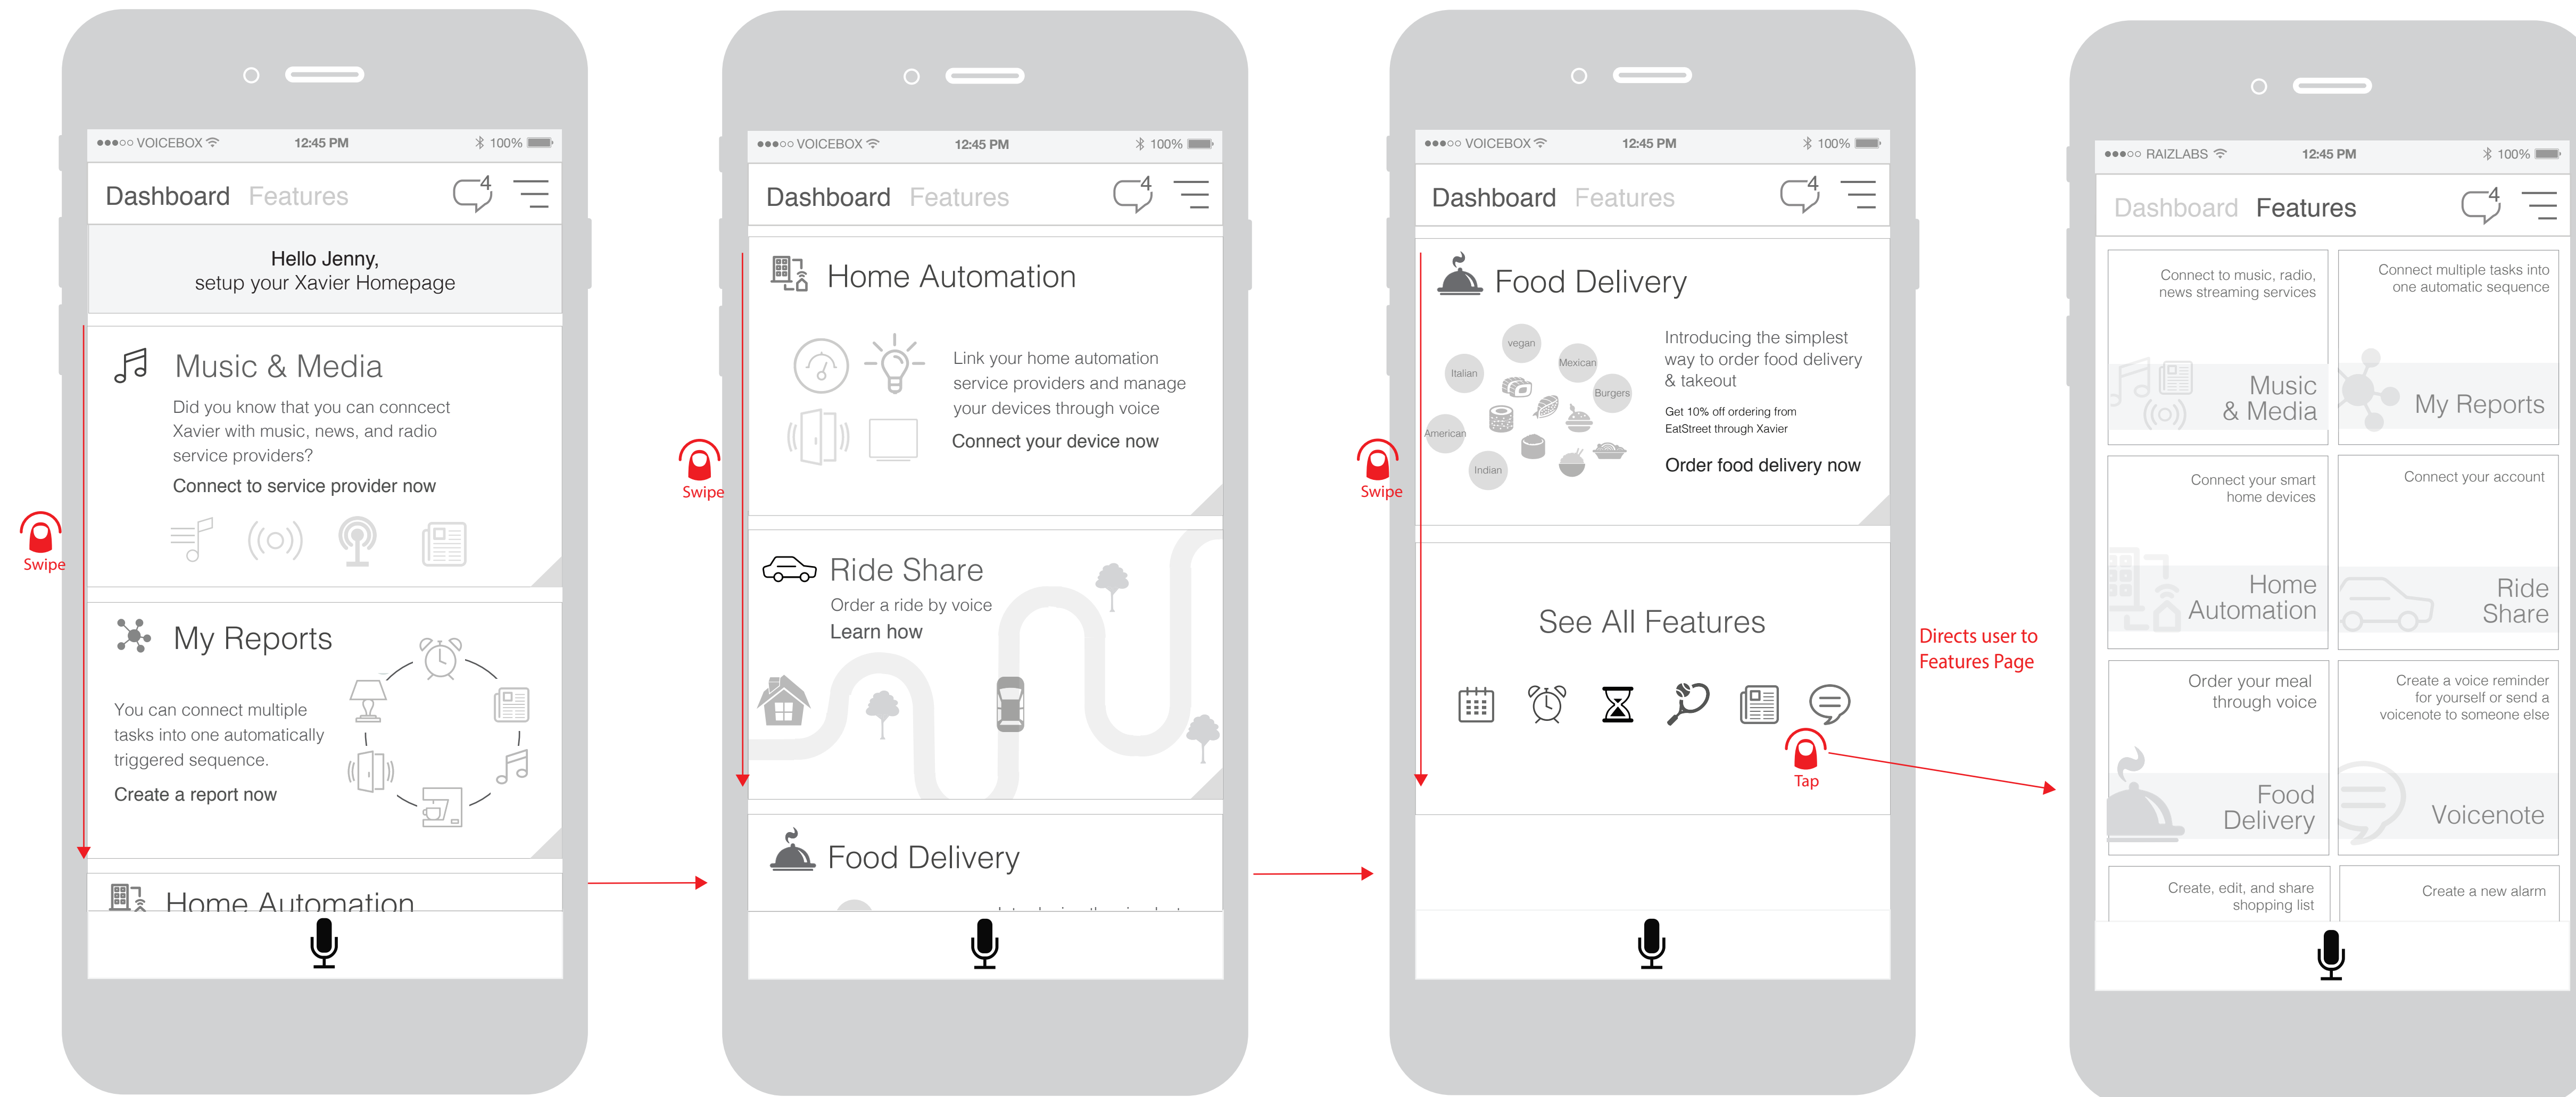 VOICEBOX
12:45 PM
100%
Dashboard Features
4
Hello Jenny,
setup your Xavier Homepage
Music & Media
Did you know that you can conncect
Xavier with music, news, and radio
service providers?
Connect to service provider now
Swipe
My Reports
You can connect multiple
tasks into one automatically
triggered sequence.
Create a report now
Home Automation
VOICEBOX
12:45 PM
100%
Dashboard Features
4
Home Automation
Link your home automation
service providers and manage
your devices through voice
Connect your device now
Swipe
Ride Share
Order a ride by voice
Learn how
Food Delivery
VOICEBOX
12:45 PM
100%
Dashboard Features
4
Food Delivery
vegan
Italian
Mexican
Burgers
American
Indian
Introducing the simplest
way to order food delivery
& takeout
Get 10% off ordering from
EatStreet through Xavier
Order food delivery now
Swipe
See All Features
Tap
Directs user to
Features Page
RAIZLABS
12:45 PM
100%
Dashboard Features
4
Connect to music, radio,
news streaming services
Music
& Media
Connect multiple tasks into
one automatic sequence
My Reports
Connect your smart
home devices
Home
Automation
Connect your account
Ride
Share
Order your meal
through voice
Food
Delivery
Create a voice reminder
for yourself or send a
voicenote to someone else
Voicenote
Create, edit, and share
shopping list
Create a new alarm